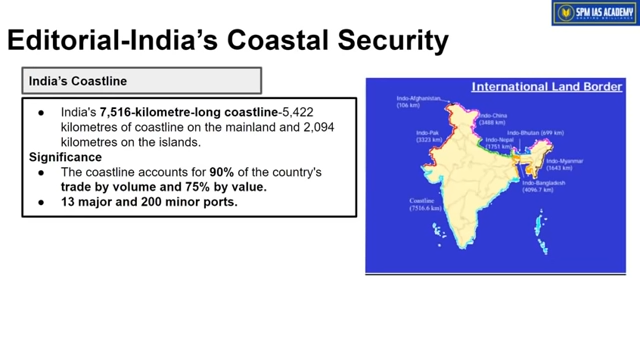 SPM IAS ACADEMY
Editorial-India's Coastal Security
India's Coastline
● India's 7,516-kilometre-long coastline-5,422
kilometres of coastline on the mainland and 2,094
kilometres on the islands.
Significance
● The coastline accounts for 90% of the country's
trade by volume and 75% by value.
● 13 major and 200 minor ports.
International Land Border
Indo-Afghanistan
(106 km)
Indo-China
(3488 km)
Indo-Pak
(3323 km)
Indo-Nepal
(1751 km)
Indo-Bhutan (699 km)
Indo-Myanmar
(1643 km)
Indo-Bangladesh
(4096.7 km)
Coastline
(7516.6 km)